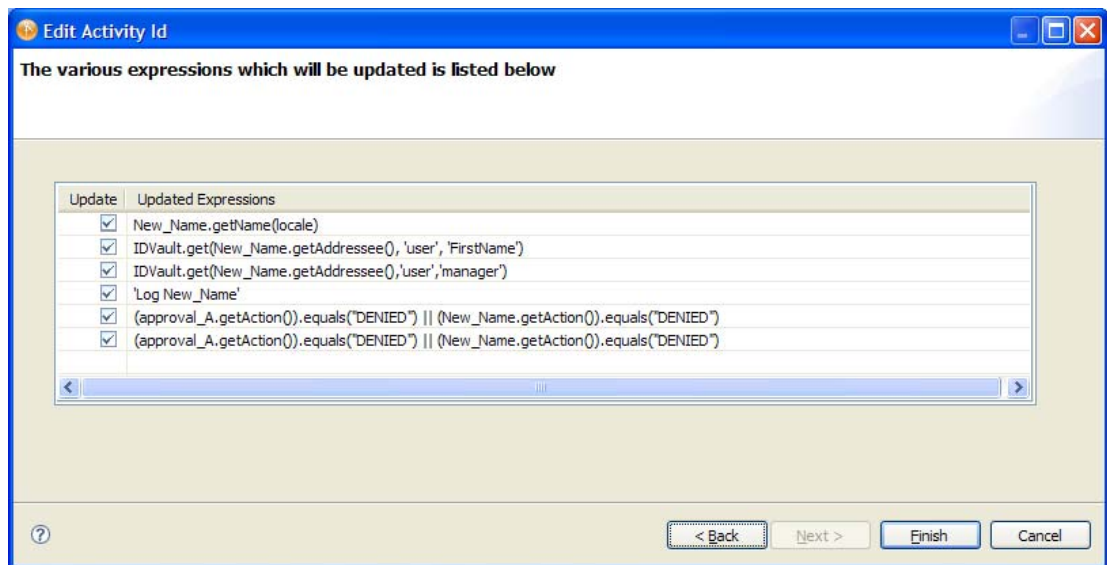 Edit Activity Id
The various expressions which will be updated is listed below
Update Updated Expressions
New_Name.getName(locale)
IDVault.get(New_Name.getAddressee(), 'user', 'FirstName')
IDVault.get(New_Name.getAddressee(),'user','manager')
'Log New_Name'
(approval_A.getAction()).equals("DENIED") || (New_Name.getAction()).equals("DENIED")
(approval_A.getAction()).equals("DENIED") || (New_Name.getAction()).equals("DENIED")
? < Back Next > Finish Cancel